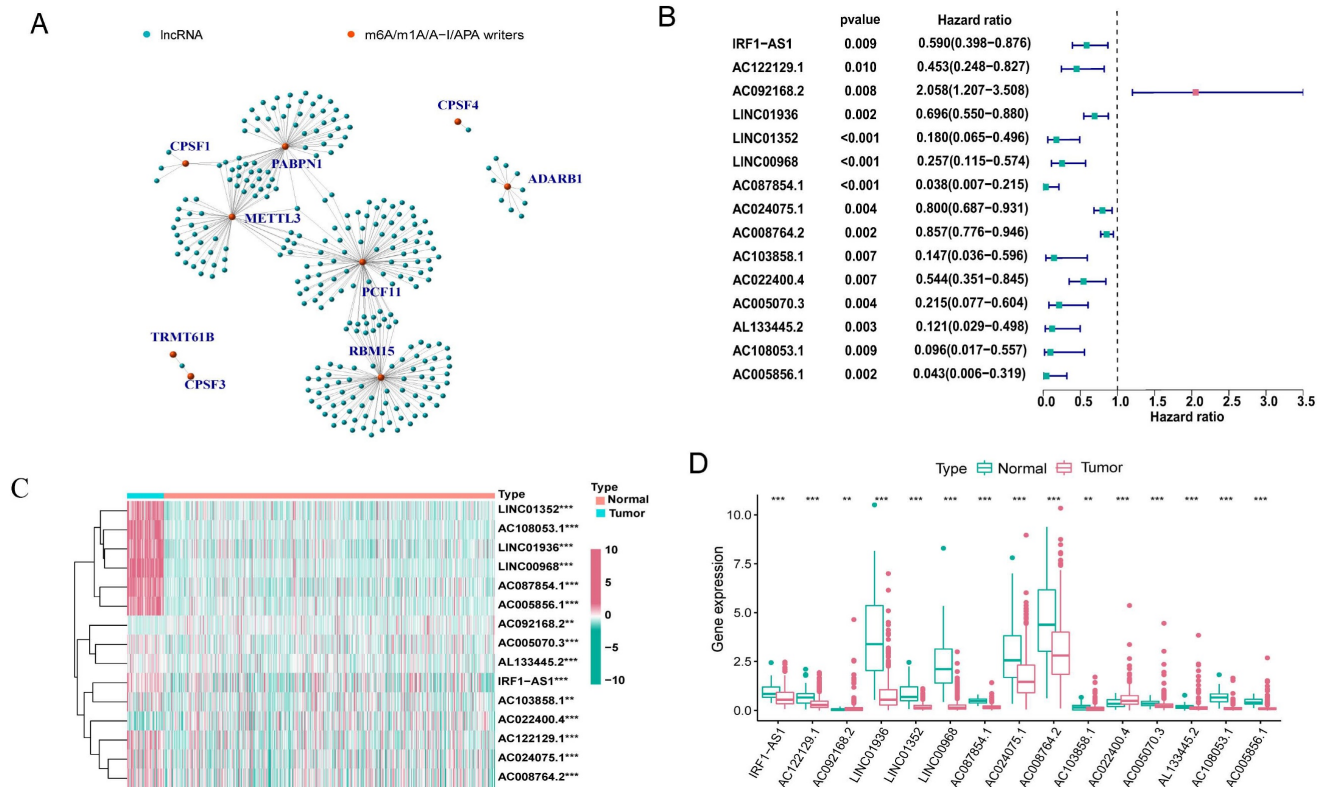 A
lncRNA
m6A/m1A/A−I/APA writers
CPSF4
CPSF1
PABPN1
ADARB1
METTL3
PCF11
TRMT61B
RBM15
CPSF3
B
pvalue Hazard ratio
IRF1−AS1 0.009 0.590(0.398−0.876)
AC122129.1 0.010 0.453(0.248−0.827)
AC092168.2 0.008 2.058(1.207−3.508)
LINC01936 0.002 0.696(0.550−0.880)
LINC01352 <0.001 0.180(0.065−0.496)
LINC00968 <0.001 0.257(0.115−0.574)
AC087854.1 <0.001 0.038(0.007−0.215)
AC024075.1 0.004 0.800(0.687−0.931)
AC008764.2 0.002 0.857(0.776−0.946)
AC103858.1 0.007 0.147(0.036−0.596)
AC022400.4 0.007 0.544(0.351−0.845)
AC005070.3 0.004 0.215(0.077−0.604)
AL133445.2 0.003 0.121(0.029−0.498)
AC108053.1 0.009 0.096(0.017−0.557)
AC005856.1 0.002 0.043(0.006−0.319)
0.0 0.5 1.0 1.5 2.0 2.5 3.0 3.5
Hazard ratio
C
Type
LINC01352***
AC108053.1***
LINC01936***
LINC00968***
AC087854.1***
AC005856.1***
AC092168.2**
AC005070.3***
AL133445.2***
IRF1−AS1***
AC103858.1**
AC022400.4***
AC122129.1***
AC024075.1***
AC008764.2***
Type
Normal
Tumor
10
5
0
−5
−10
D
Type Normal Tumor
*** *** ** *** *** *** *** *** *** ** *** *** *** *** ***
10.0
7.5
5.0
2.5
0.0
Gene expression
IRF1−AS1
AC122129.1
AC092168.2
LINC01936
LINC01352
LINC00968
AC087854.1
AC024075.1
AC008764.2
AC103858.1
AC022400.4
AC005070.3
AL133445.2
AC108053.1
AC005856.1